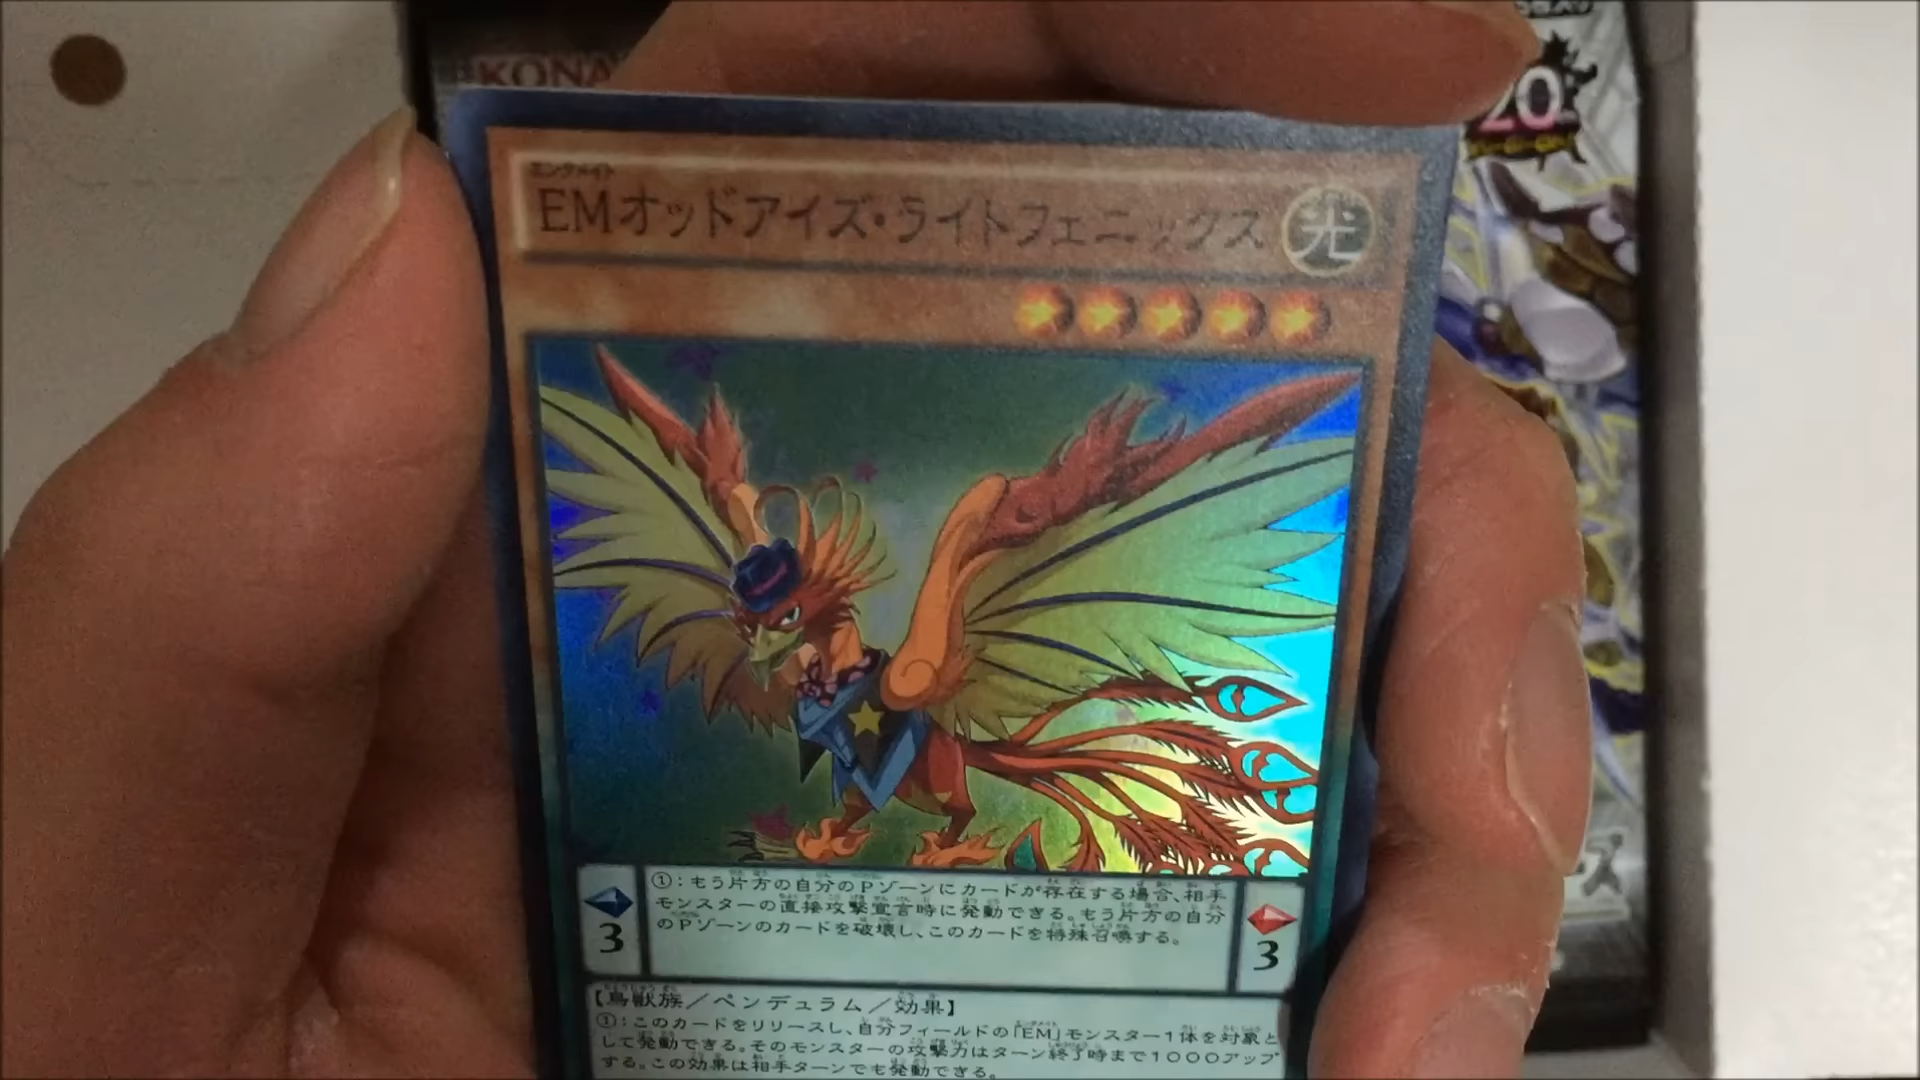 KONA
20
エンタメイト
EMオッドアイズ・ライトフェニックス
光
①:もう片方の自分のPゾーンにカードが存在する場合、相手
モンスターの直接攻撃宣言時に発動できる。もう片方の自分
のPゾーンのカードを破壊し、このカードを特殊召喚する。
3
3
【鳥獣族/ペンデュラム/効果】
①:このカードをリリースし、自分フィールドの「EM」モンスター1体を対象と
して発動できる。そのモンスターの攻撃力はターン終了時まで1000アップ
する。この効果は相手ターンでも発動できる。
ズ